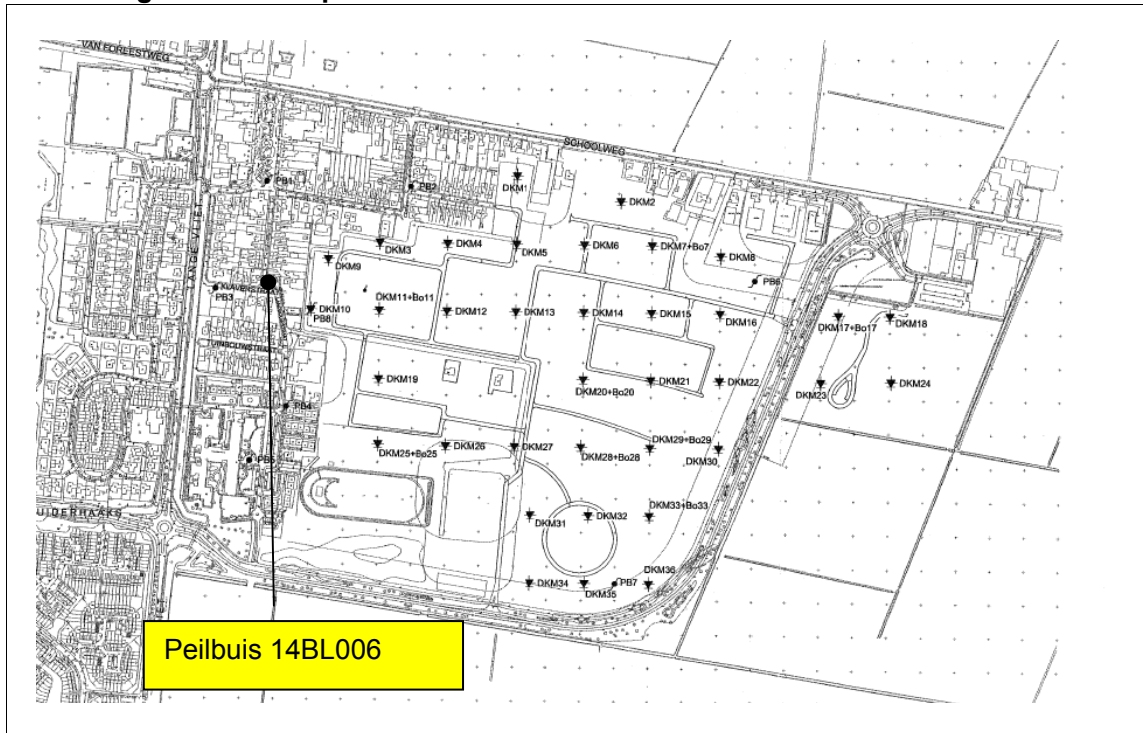 VAN FOREESTWEG
SCHOOLWEG
PB1
PB2
DKM1
DKM2
DKM3
DKM4
DKM5
DKM6
DKM7+Bo7
DKM8
DKM9
PB6
KLAVERSTRAAT
PB3
DKM10
PB8
DKM11+Bo11
DKM12
DKM13
DKM14
DKM15
DKM16
DKM17+Bo17
DKM18
TUINBOUWSTRAAT
DKM19
DKM20+Bo20
DKM21
DKM22
DKM23
DKM24
PB4
DKM25+Bo25
DKM26
DKM27
DKM28+Bo28
DKM29+Bo29
DKM30
PB5
UIDERHAAKS
DKM31
DKM32
DKM33+Bo33
DKM34
DKM35
PB7
DKM36
Peilbuis 14BL006